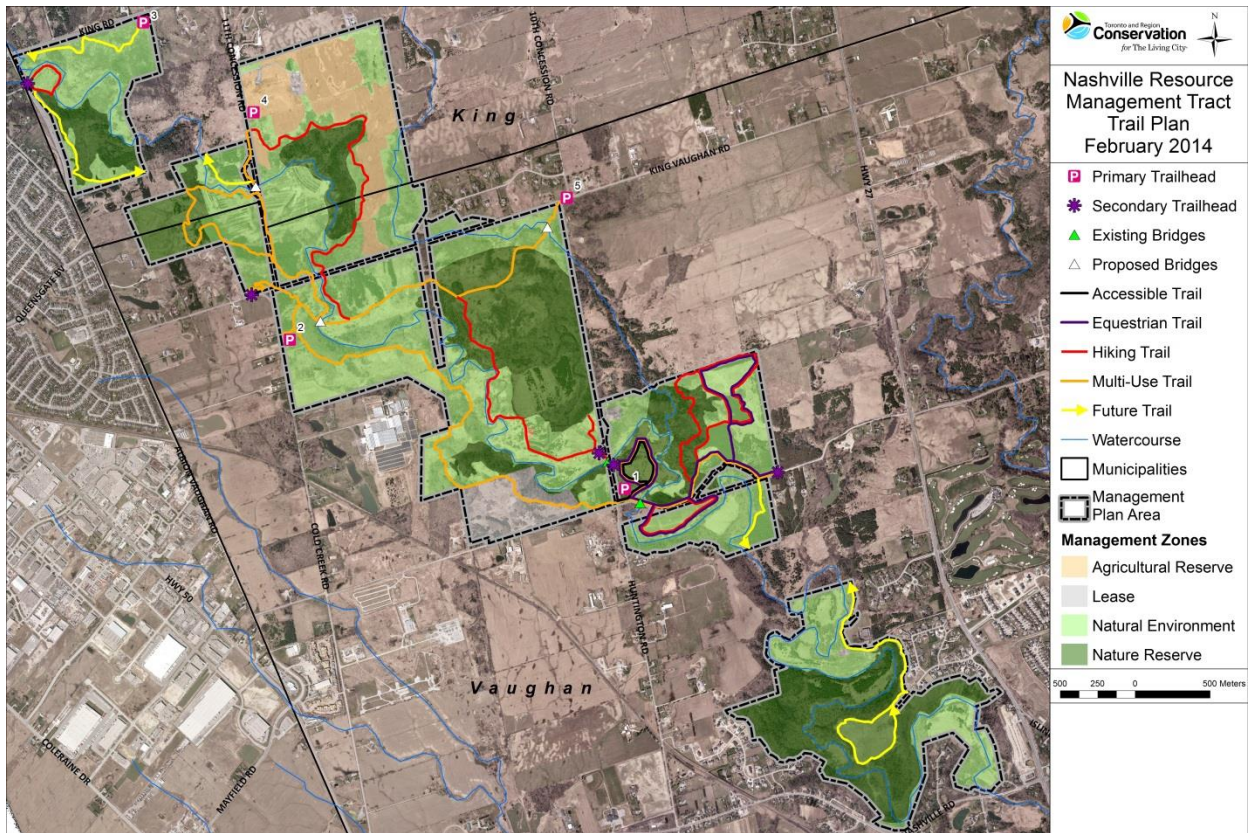 KING RD
3
11TH CONCESSION RD
10TH CONCESSION RD
4
King
KING VAUGHAN RD
HWY 27
5
QUEENSGATE BV
2
ALBION VAUGHAN RD
COLD CREEK RD
1
HWY 50
HUNTINGTON RD
Vaughan
COLERAINE DR
MAYFIELD RD
NASHVILLE RD
Toronto and Region
Conservation
for The Living City
N
Nashville Resource
Management Tract
Trail Plan
February 2014
P Primary Trailhead
Secondary Trailhead
Existing Bridges
Proposed Bridges
Accessible Trail
Equestrian Trail
Hiking Trail
Multi-Use Trail
Future Trail
Watercourse
Municipalities
Management
Plan Area
Management Zones
Agricultural Reserve
Lease
Natural Environment
Nature Reserve
500 250 0 500 Meters